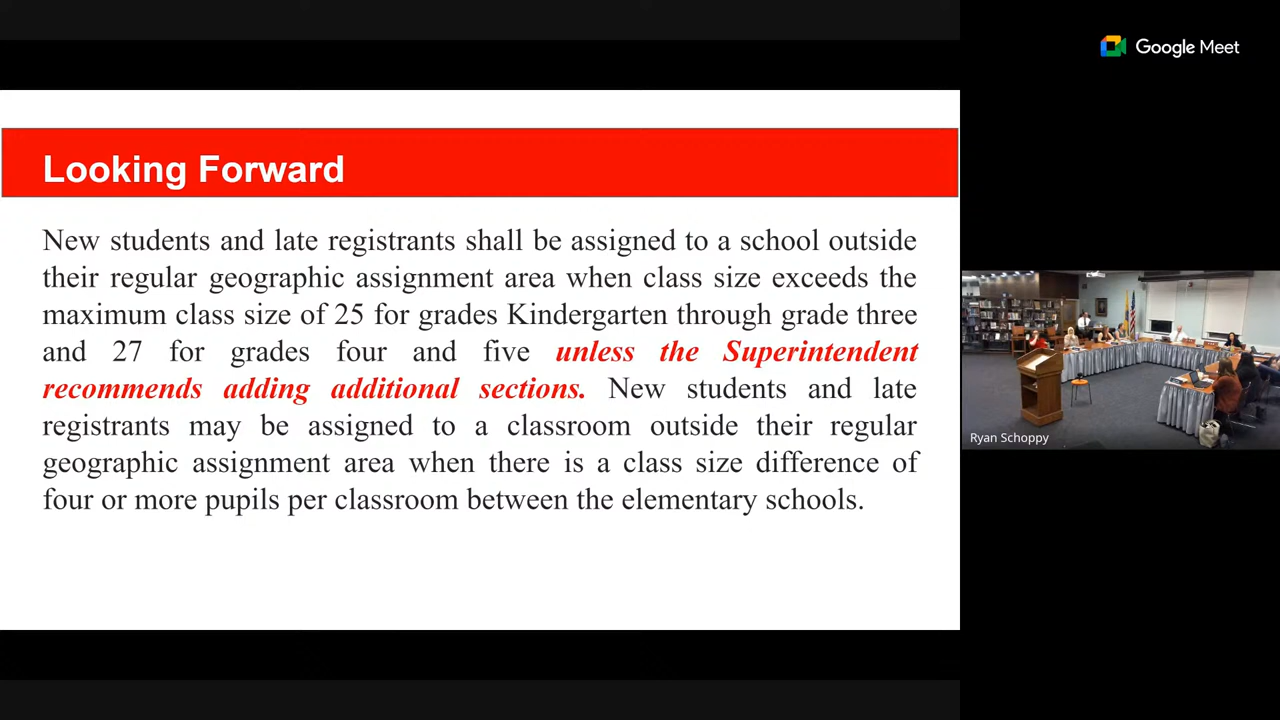 Google Meet
Looking Forward
New students and late registrants shall be assigned to a school outside
their regular geographic assignment area when class size exceeds the
maximum class size of 25 for grades Kindergarten through grade three
and 27 for grades four and five unless the Superintendent
recommends adding additional sections. New students and late
registrants may be assigned to a classroom outside their regular
geographic assignment area when there is a class size difference of
four or more pupils per classroom between the elementary schools.
Ryan Schoppy